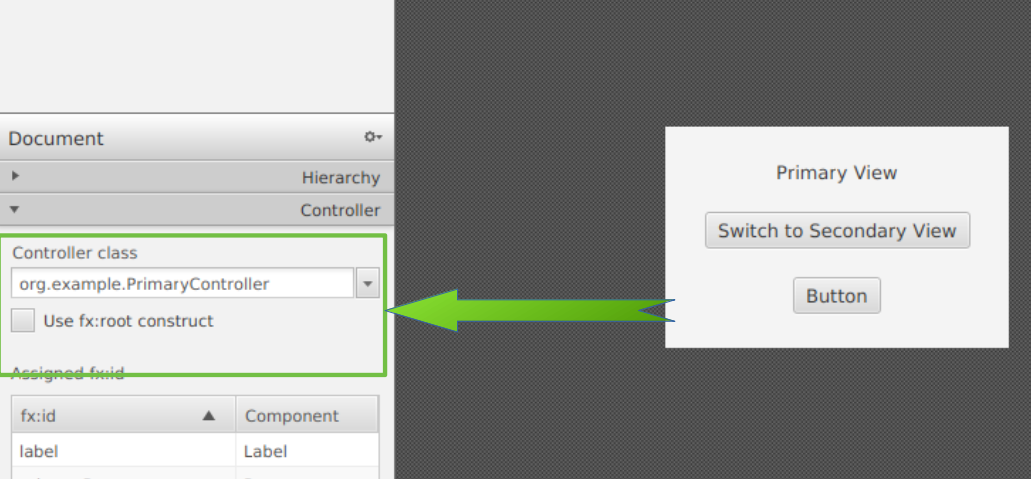 Document
Hierarchy
Controller
Controller class
org.example.PrimaryController
Use fx:root construct
Assigned fx:id
fx:id
Component
label
Label
Primary View
Switch to Secondary View
Button